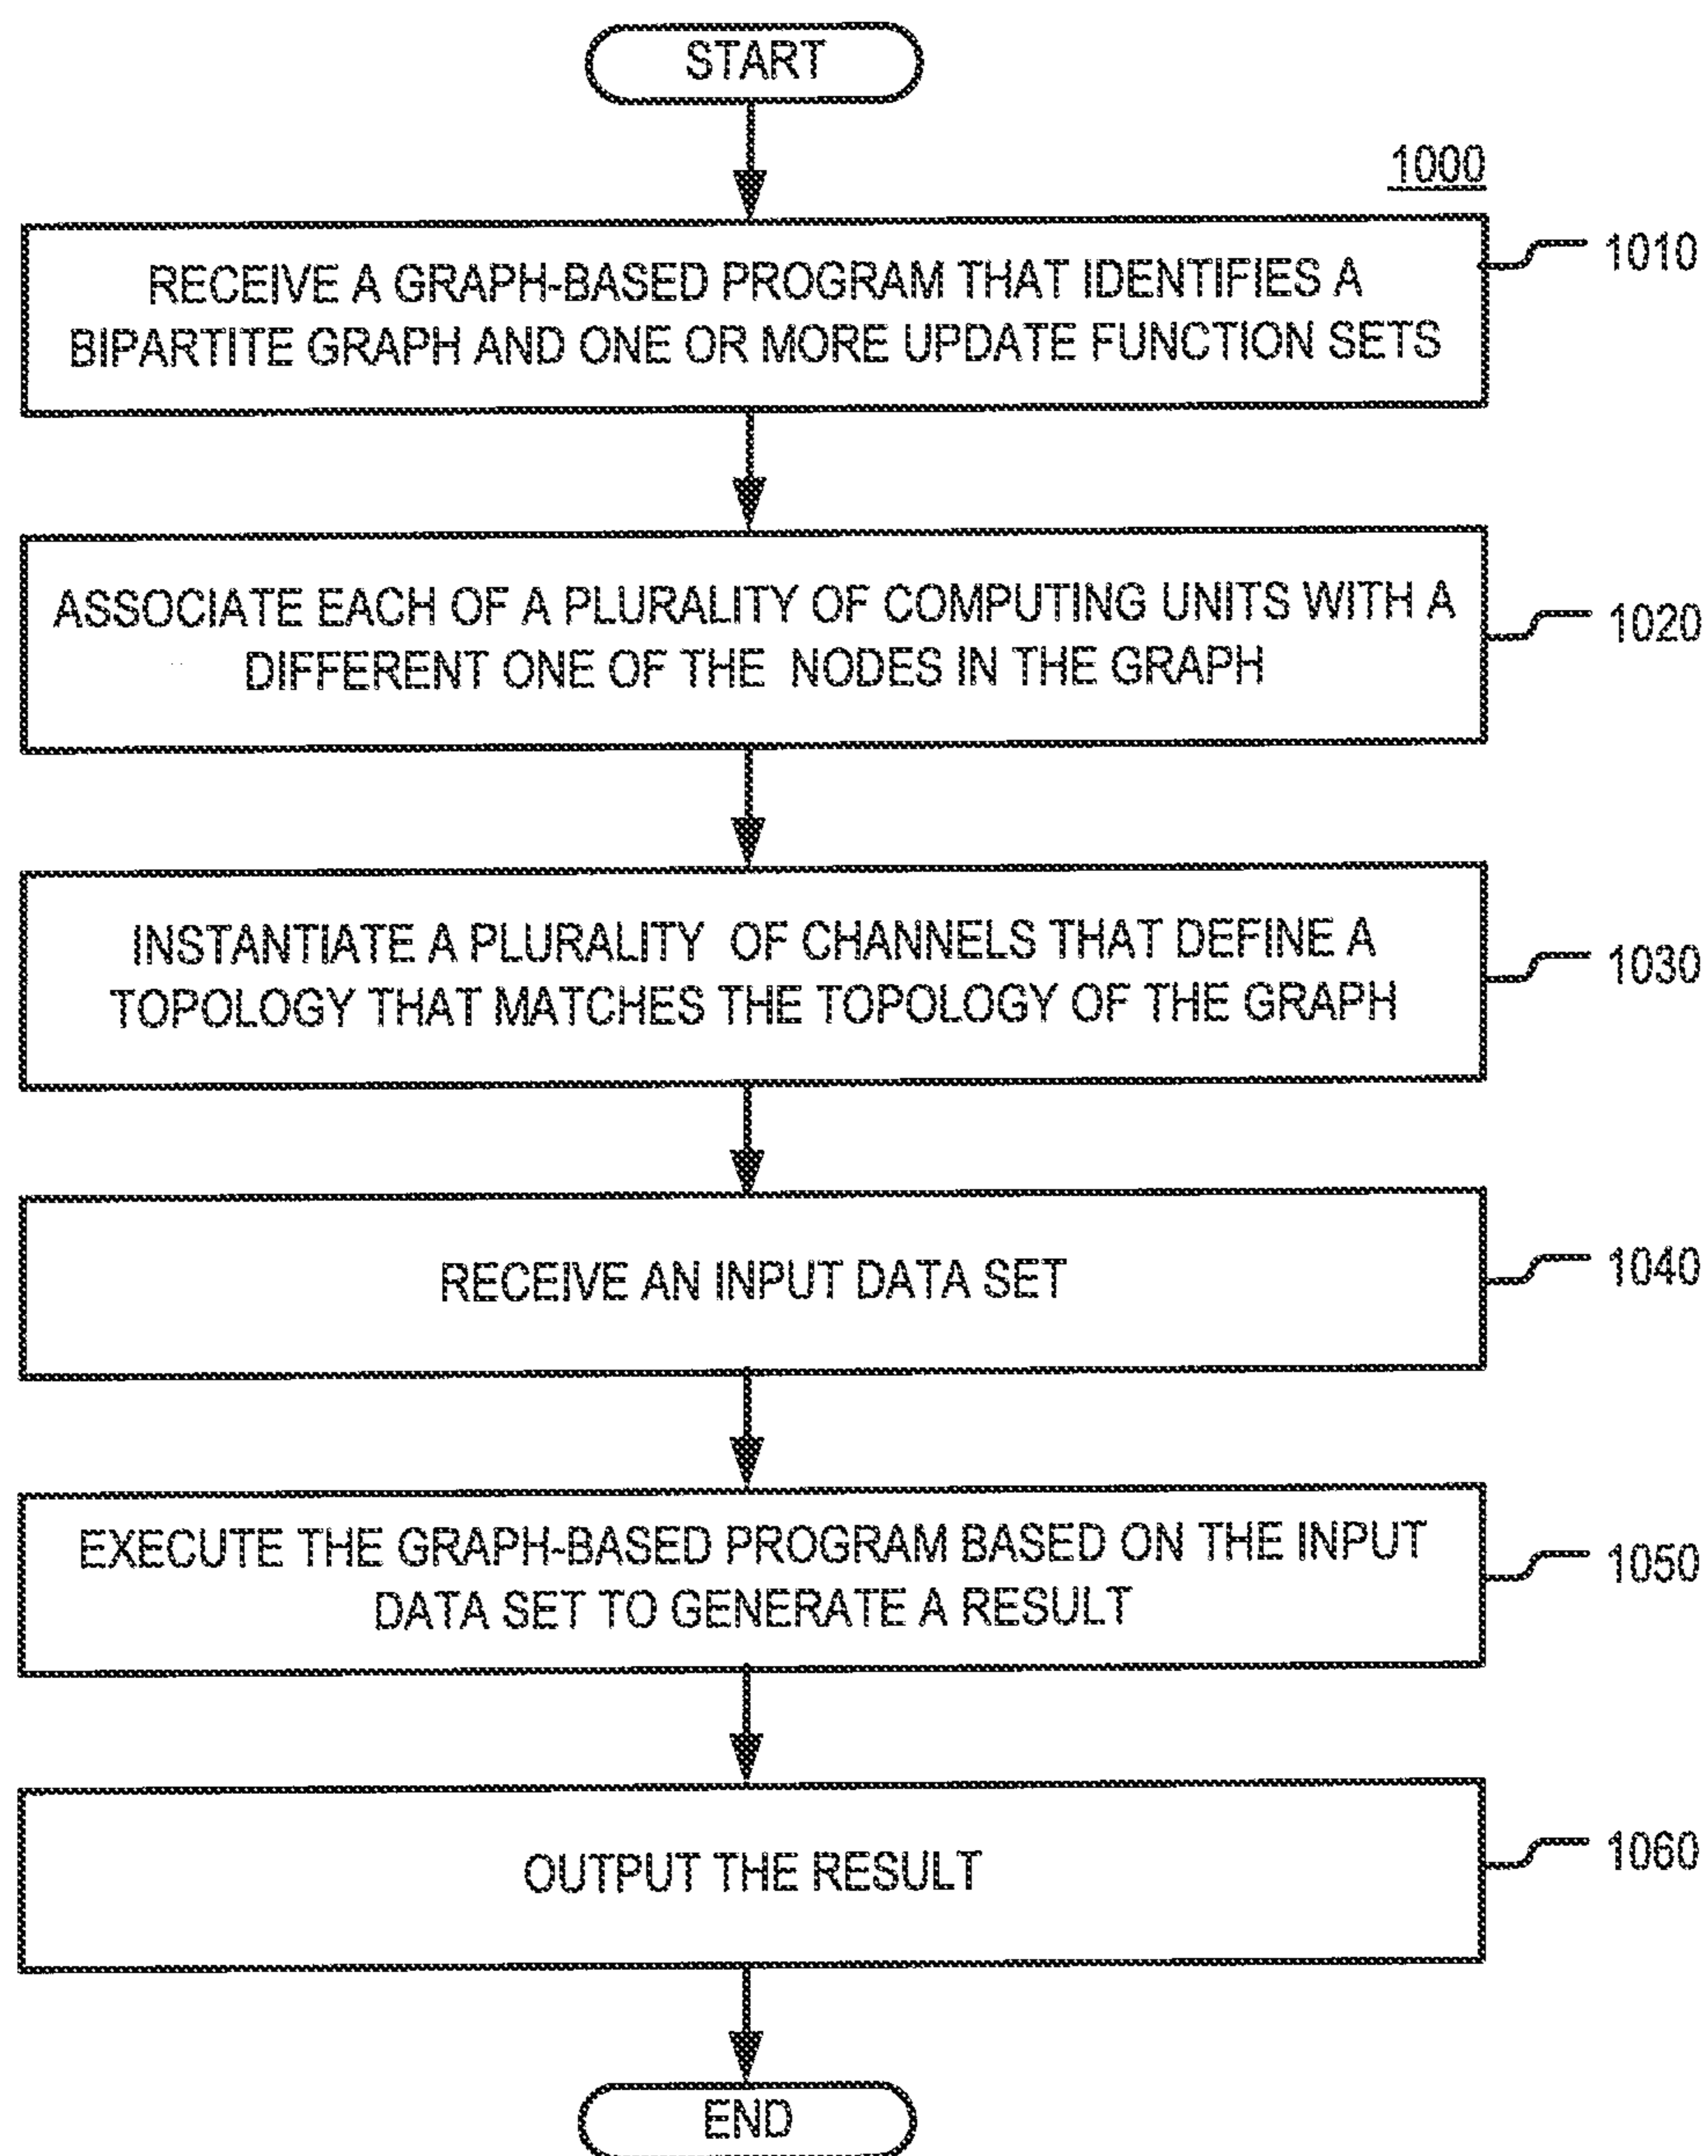 START
1000
RECEIVE A GRAPH-BASED PROGRAM THAT IDENTIFIES A
BIPARTITE GRAPH AND ONE OR MORE UPDATE FUNCTION SETS
1010
ASSOCIATE EACH OF A PLURALITY OF COMPUTING UNITS WITH A
DIFFERENT ONE OF THE NODES IN THE GRAPH
1020
INSTANTIATE A PLURALITY OF CHANNELS THAT DEFINE A
TOPOLOGY THAT MATCHES THE TOPOLOGY OF THE GRAPH
1030
RECEIVE AN INPUT DATA SET
1040
EXECUTE THE GRAPH-BASED PROGRAM BASED ON THE INPUT
DATA SET TO GENERATE A RESULT
1050
OUTPUT THE RESULT
1060
END